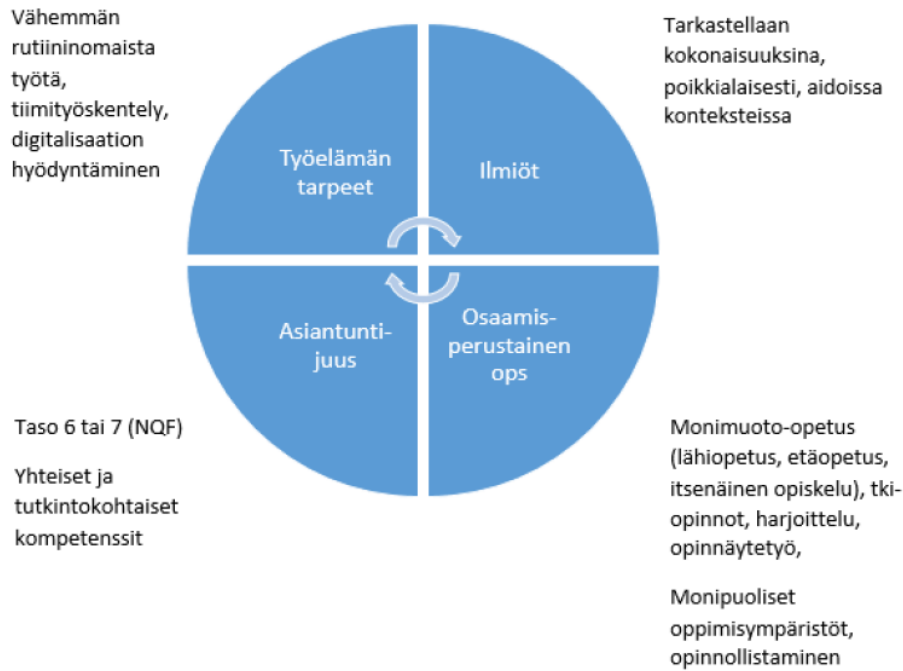 Vähemmän
rutiininomaista
työtä,
tiimityöskentely,
digitalisaation
hyödyntäminen
Työelämän
tarpeet
Tarkastellaan
kokonaisuuksina,
poikkialaisesti, aidoissa
konteksteissa
Ilmiöt
Asiantunti-
juus
Taso 6 tai 7 (NQF)
Yhteiset ja
tutkintokohtaiset
kompetenssit
Osaamis-
perustainen
ops
Monimuoto-opetus
(lähiopetus, etäopetus,
itsenäinen opiskelu), tki-
opinnot, harjoittelu,
opinnäytetyö,
Monipuoliset
oppimisympäristöt,
opinnollistaminen